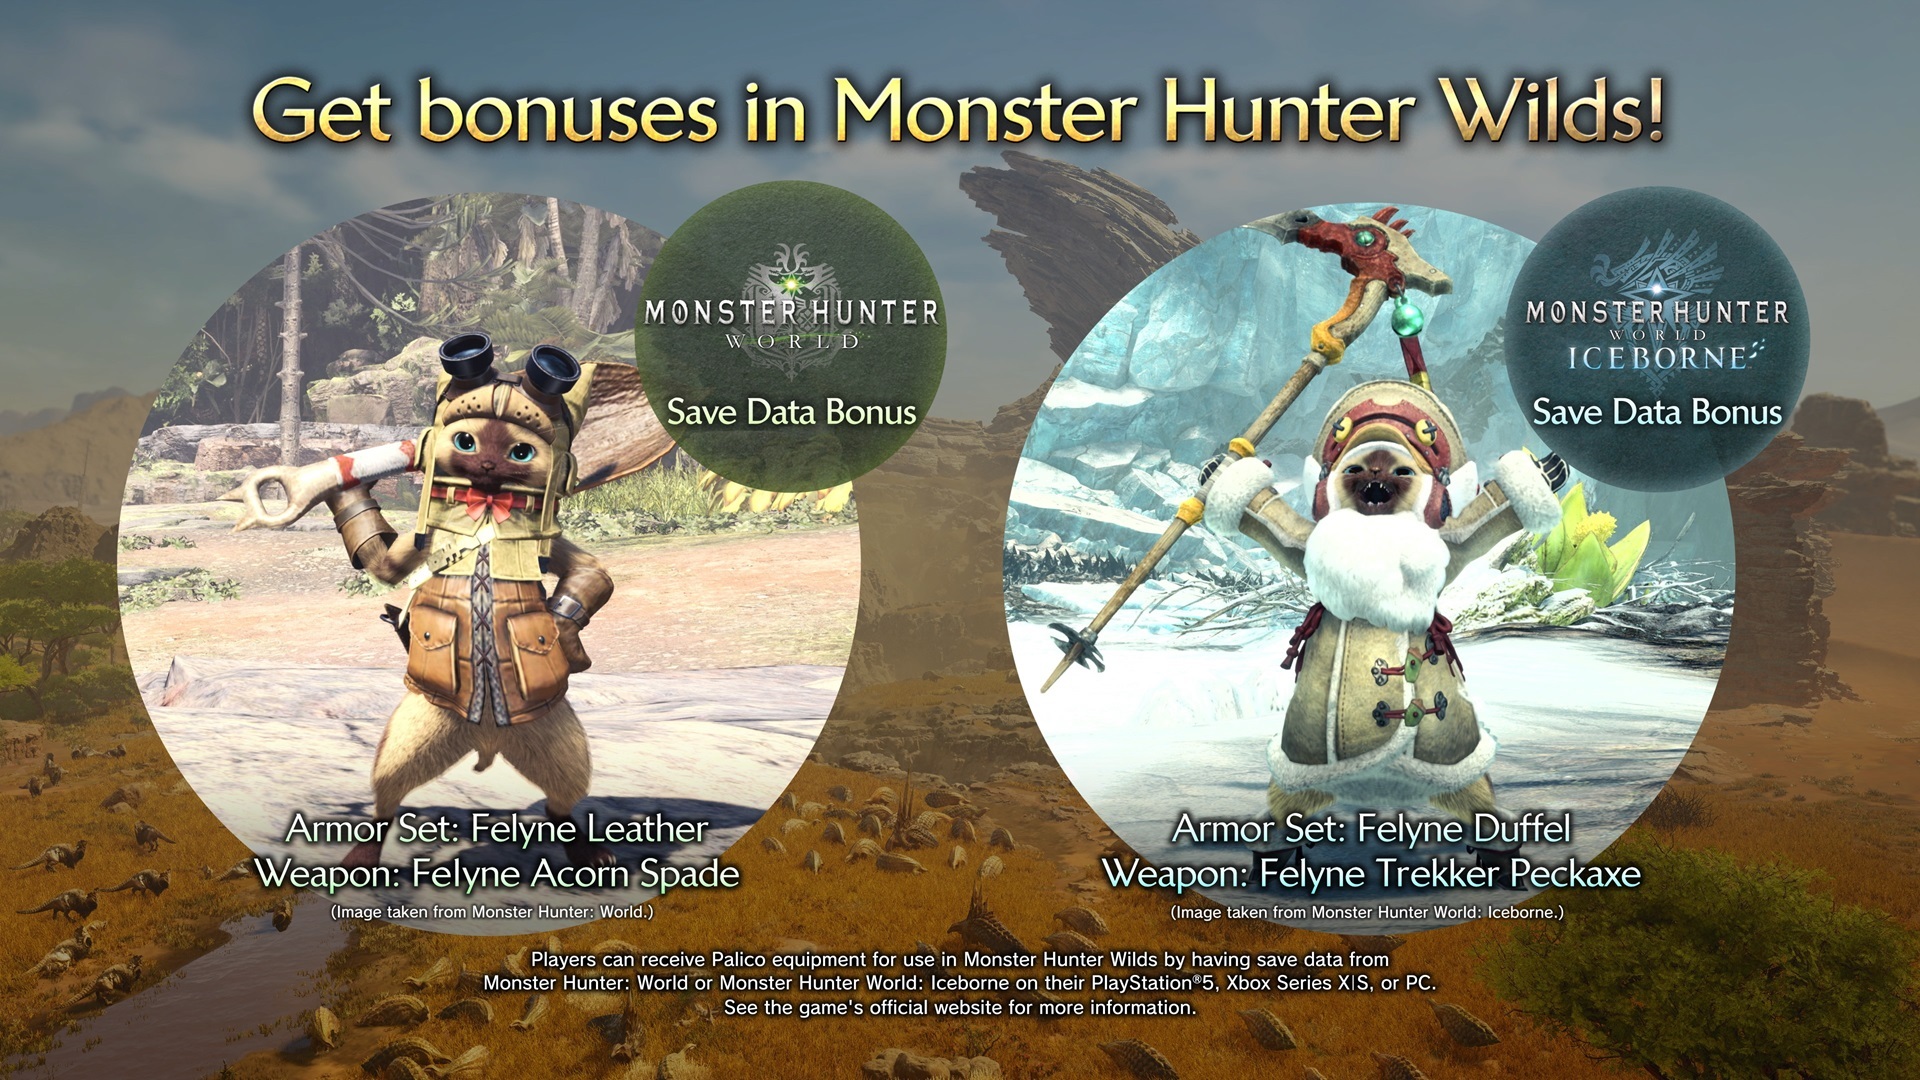 Get bonuses in Monster Hunter Wilds!
MONSTER HUNTER
WORLD
Save Data Bonus
MONSTER HUNTER
WORLD
ICEBORNE
Save Data Bonus
Armor Set: Felyne Leather
Weapon: Felyne Acorn Spade
(Image taken from Monster Hunter: World.)
Armor Set: Felyne Duffel
Weapon: Felyne Trekker Peckaxe
(Image taken from Monster Hunter World: Iceborne.)
Players can receive Palico equipment for use in Monster Hunter Wilds by having save data from
Monster Hunter: World or Monster Hunter World: Iceborne on their PlayStation®5, Xbox Series X|S, or PC.
See the game's official website for more information.